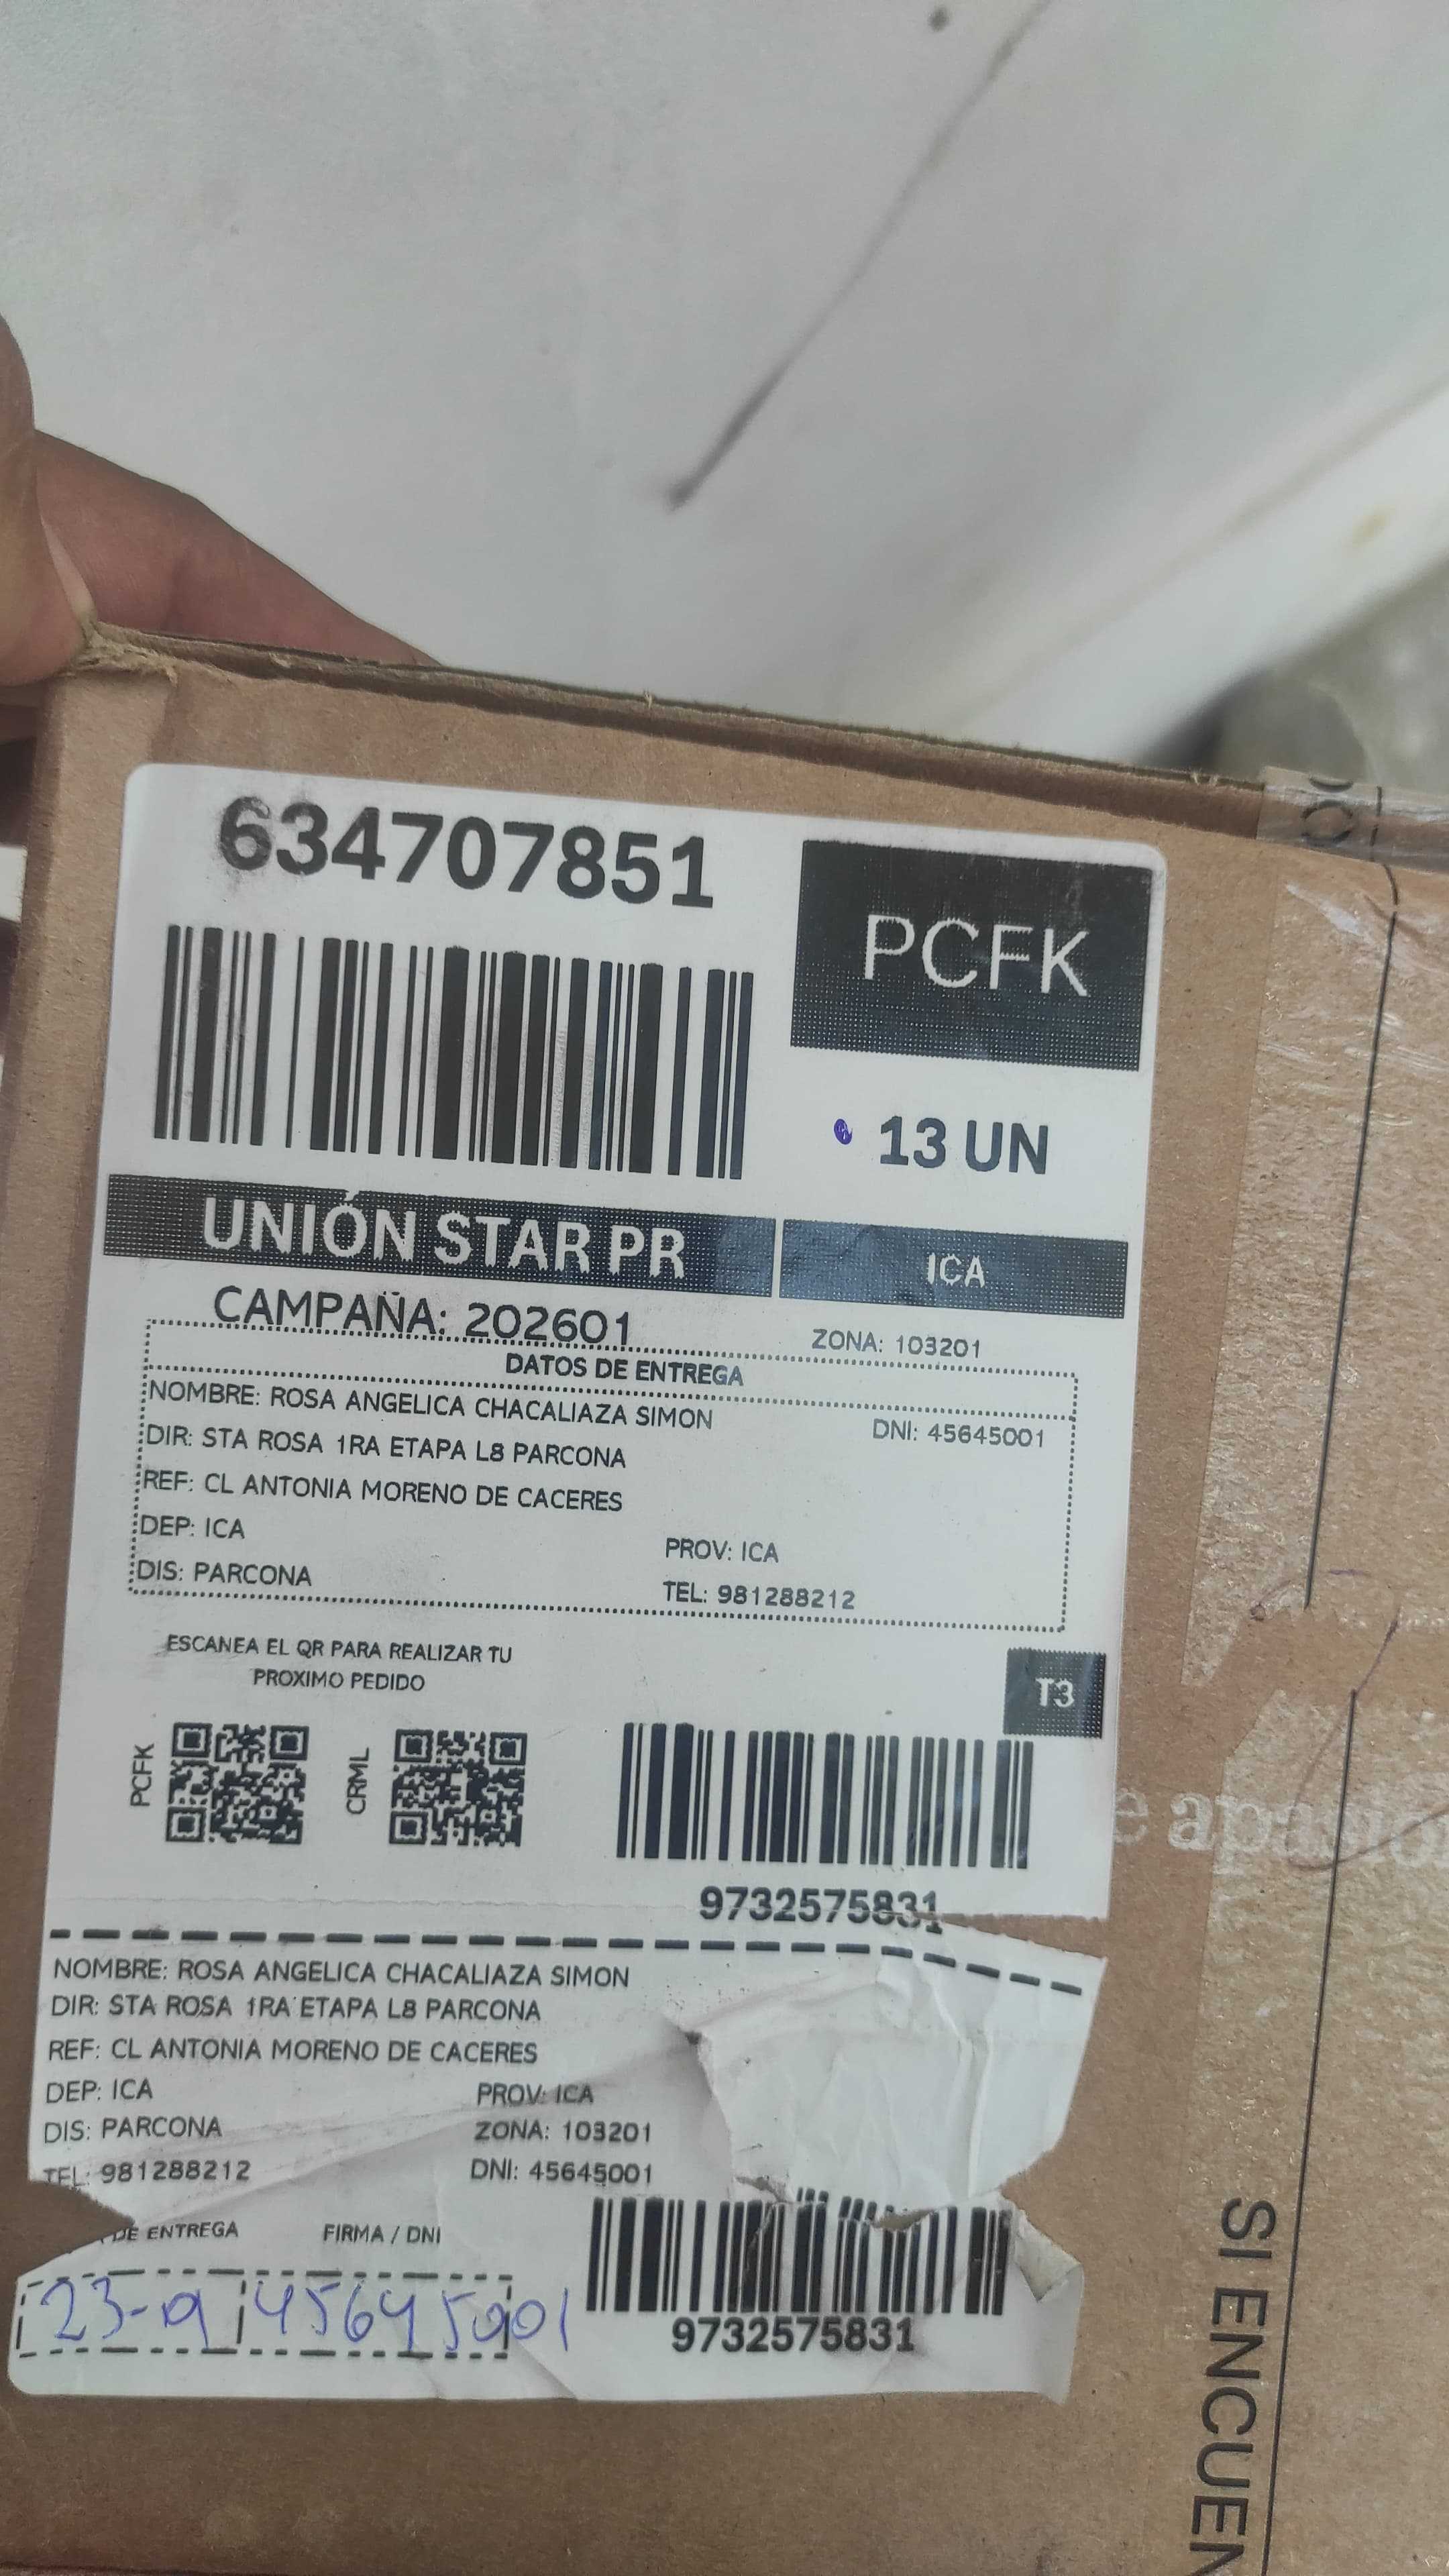 634707851
PCFK
13 UN
UNIÓN STAR PR
ICA
CAMPAÑA: 202601
ZONA: 103201
DATOS DE ENTREGA
NOMBRE: ROSA ANGELICA CHACALIAZA SIMON
DNI: 45645001
DIR: STA ROSA 1RA ETAPA L8 PARCONA
REF: CL ANTONIA MORENO DE CACERES
DEP: ICA
PROV: ICA
DIS: PARCONA
TEL: 981288212
ESCANEA EL QR PARA REALIZAR TU
PROXIMO PEDIDO
T3
PCFK
CRML
9732575831
NOMBRE: ROSA ANGELICA CHACALIAZA SIMON
DIR: STA ROSA 1RA ETAPA L8 PARCONA
REF: CL ANTONIA MORENO DE CACERES
DEP: ICA
PROV: ICA
DIS: PARCONA
ZONA: 103201
TEL: 981288212
DNI: 45645001
DE ENTREGA
FIRMA / DNI
45645001
9732575831
SI ENCUEN